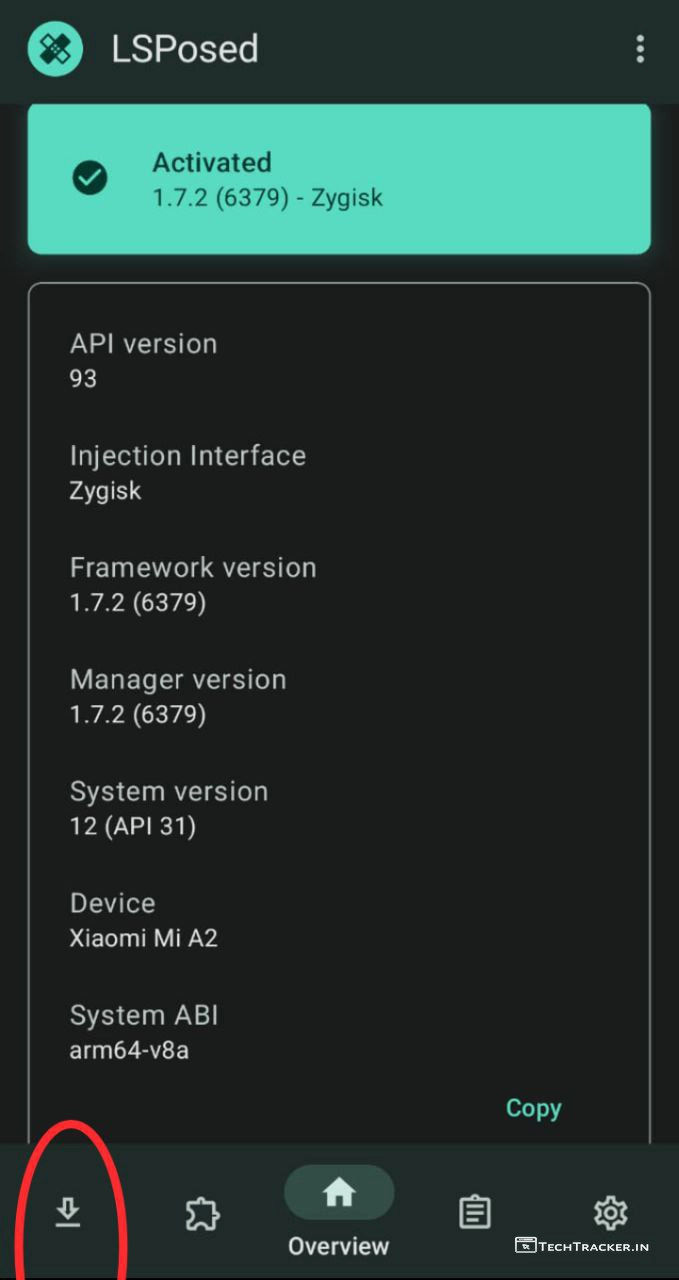 LSPosed
Activated
1.7.2 (6379) - Zygisk
API version
93
Injection Interface
Zygisk
Framework version
1.7.2 (6379)
Manager version
1.7.2 (6379)
System version
12 (API 31)
Device
Xiaomi Mi A2
System ABI
arm64-v8a
Copy
Overview
TECHTRACKER.IN